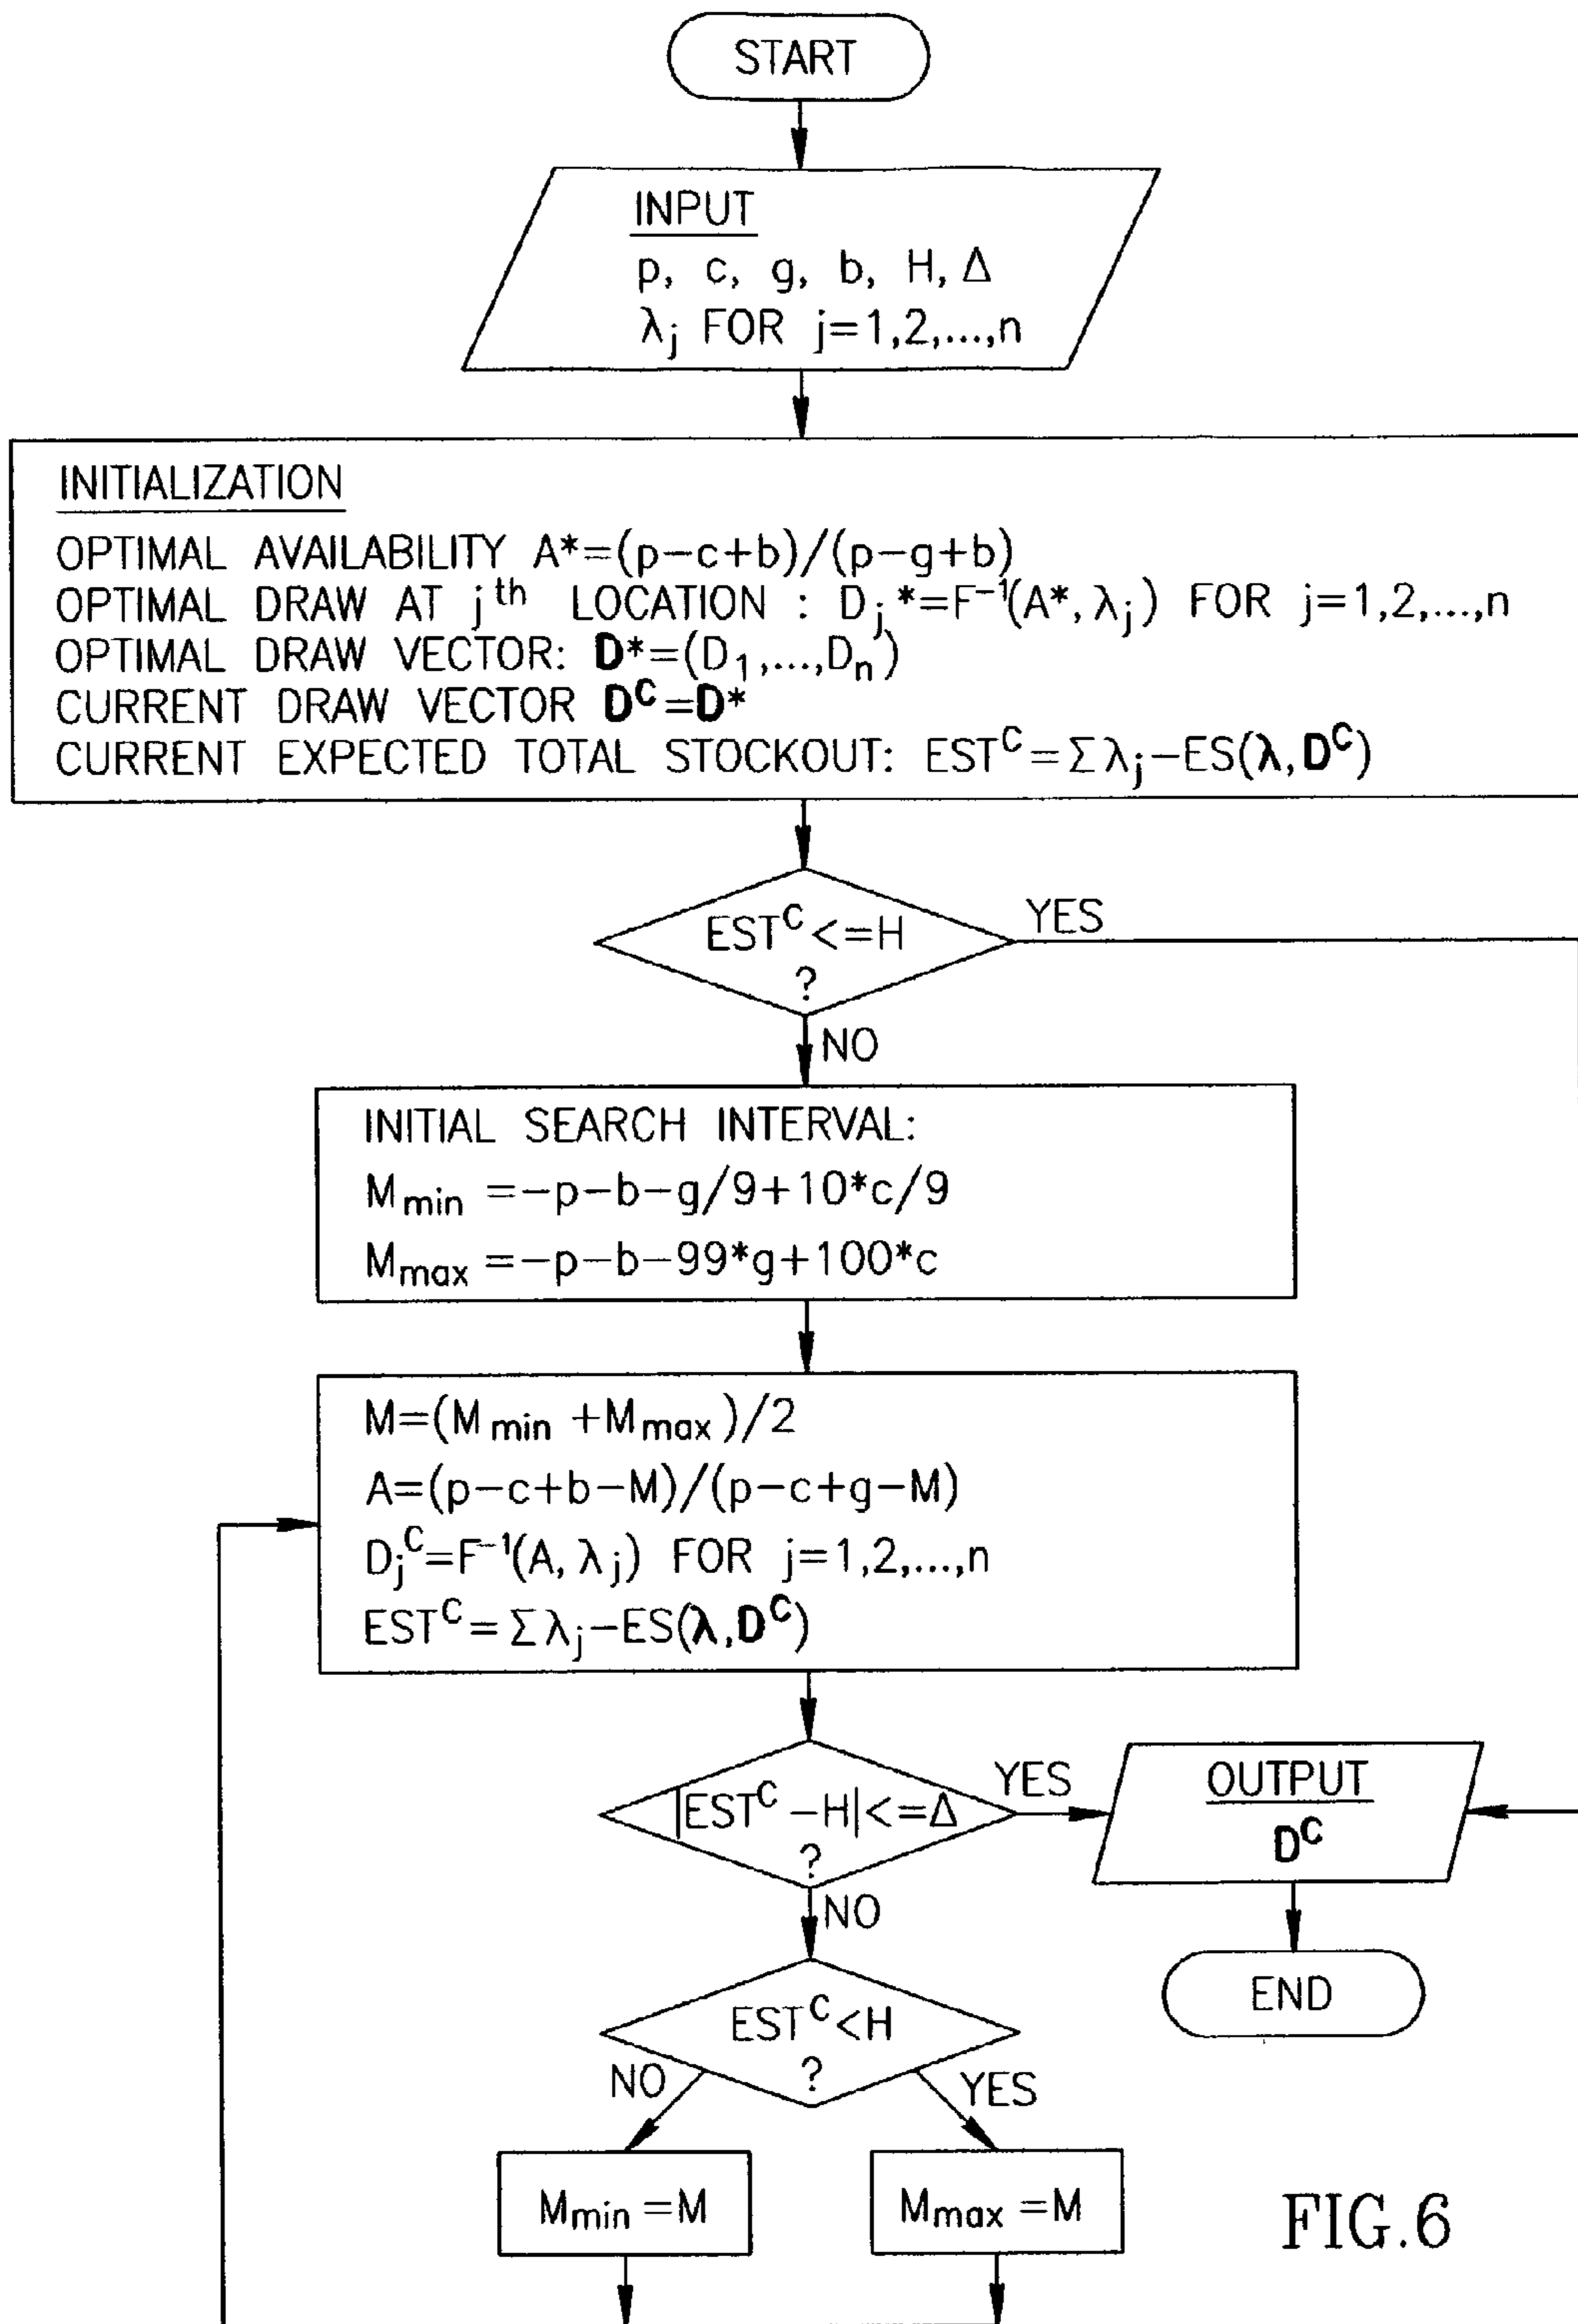 START
INPUT
p, c, g, b, H, Δ
λj FOR j=1,2,...,n
INITIALIZATION
OPTIMAL AVAILABILITY A*=(p-c+b)/(p-g+b)
OPTIMAL DRAW AT jth LOCATION : Dj*=F⁻¹(A*, λj) FOR j=1,2,...,n
OPTIMAL DRAW VECTOR: D*=(D1,...,Dn)
CURRENT DRAW VECTOR Dᶜ=D*
CURRENT EXPECTED TOTAL STOCKOUT: ESTᶜ=Σλj-ES(λ,Dᶜ)
ESTᶜ<=H
?
YES
NO
INITIAL SEARCH INTERVAL:
Mmin =-p-b-g/9+10*c/9
Mmax =-p-b-99*g+100*c
M=(Mmin +Mmax)/2
A=(p-c+b-M)/(p-c+g-M)
Djᶜ=F⁻¹(A, λj) FOR j=1,2,...,n
ESTᶜ=Σλj-ES(λ,Dᶜ)
|ESTᶜ-H|<=Δ
?
YES
NO
OUTPUT
Dᶜ
END
ESTᶜ<H
?
NO
YES
Mmin =M
Mmax =M
FIG.6